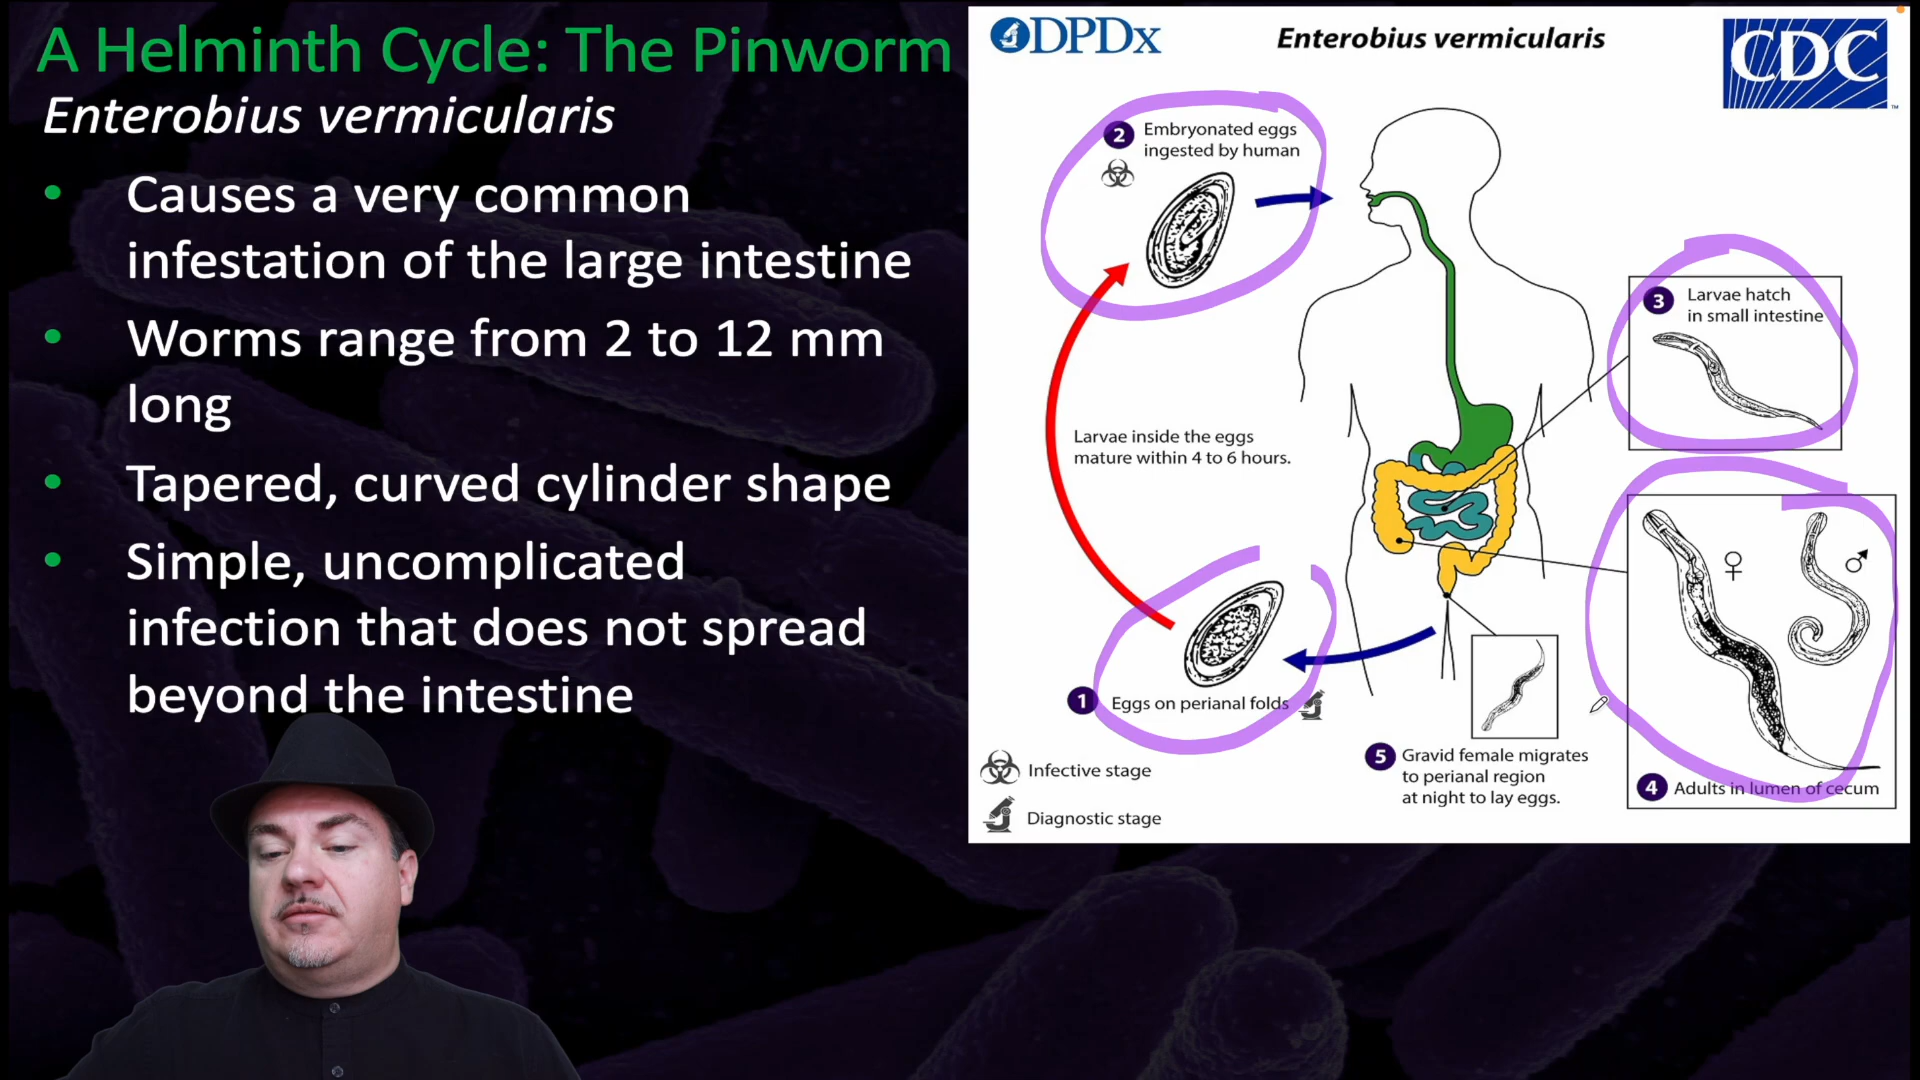 A Helminth Cycle: The Pinworm
Enterobius vermicularis
• Causes a very common
infestation of the large intestine
• Worms range from 2 to 12 mm
long
• Tapered, curved cylinder shape
• Simple, uncomplicated
infection that does not spread
beyond the intestine
DPDx
Enterobius vermicularis
CDC
TM
2 Embryonated eggs
ingested by human
3 Larvae hatch
in small intestine
Larvae inside the eggs
mature within 4 to 6 hours.
♀
♂
1 Eggs on perianal folds
5 Gravid female migrates
to perianal region
at night to lay eggs.
4 Adults in lumen of cecum
Infective stage
Diagnostic stage